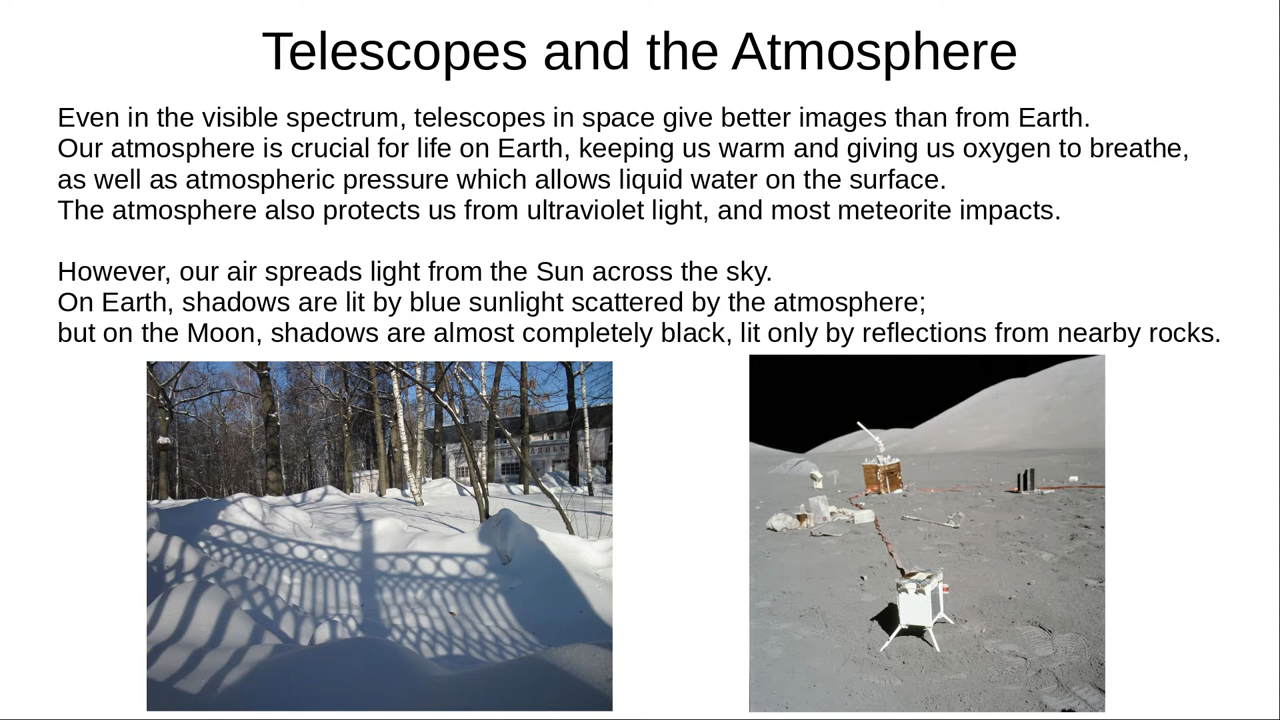 Telescopes and the Atmosphere
Even in the visible spectrum, telescopes in space give better images than from Earth.
Our atmosphere is crucial for life on Earth, keeping us warm and giving us oxygen to breathe,
as well as atmospheric pressure which allows liquid water on the surface.
The atmosphere also protects us from ultraviolet light, and most meteorite impacts.
However, our air spreads light from the Sun across the sky.
On Earth, shadows are lit by blue sunlight scattered by the atmosphere;
but on the Moon, shadows are almost completely black, lit only by reflections from nearby rocks.